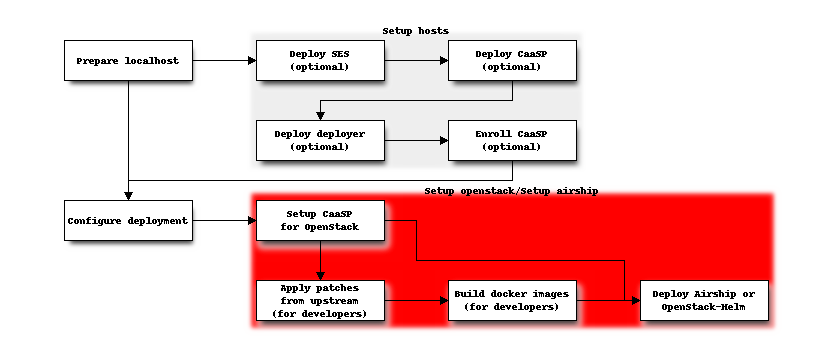 Setup hosts
Prepare localhost
Deploy SES
(optional)
Deploy CaaSP
(optional)
Deploy deployer
(optional)
Enroll CaaSP
(optional)
Setup openstack/Setup airship
Configure deployment
Setup CaaSP
for OpenStack
Apply patches
from upstream
(for developers)
Build docker images
(for developers)
Deploy Airship or
OpenStack-Helm